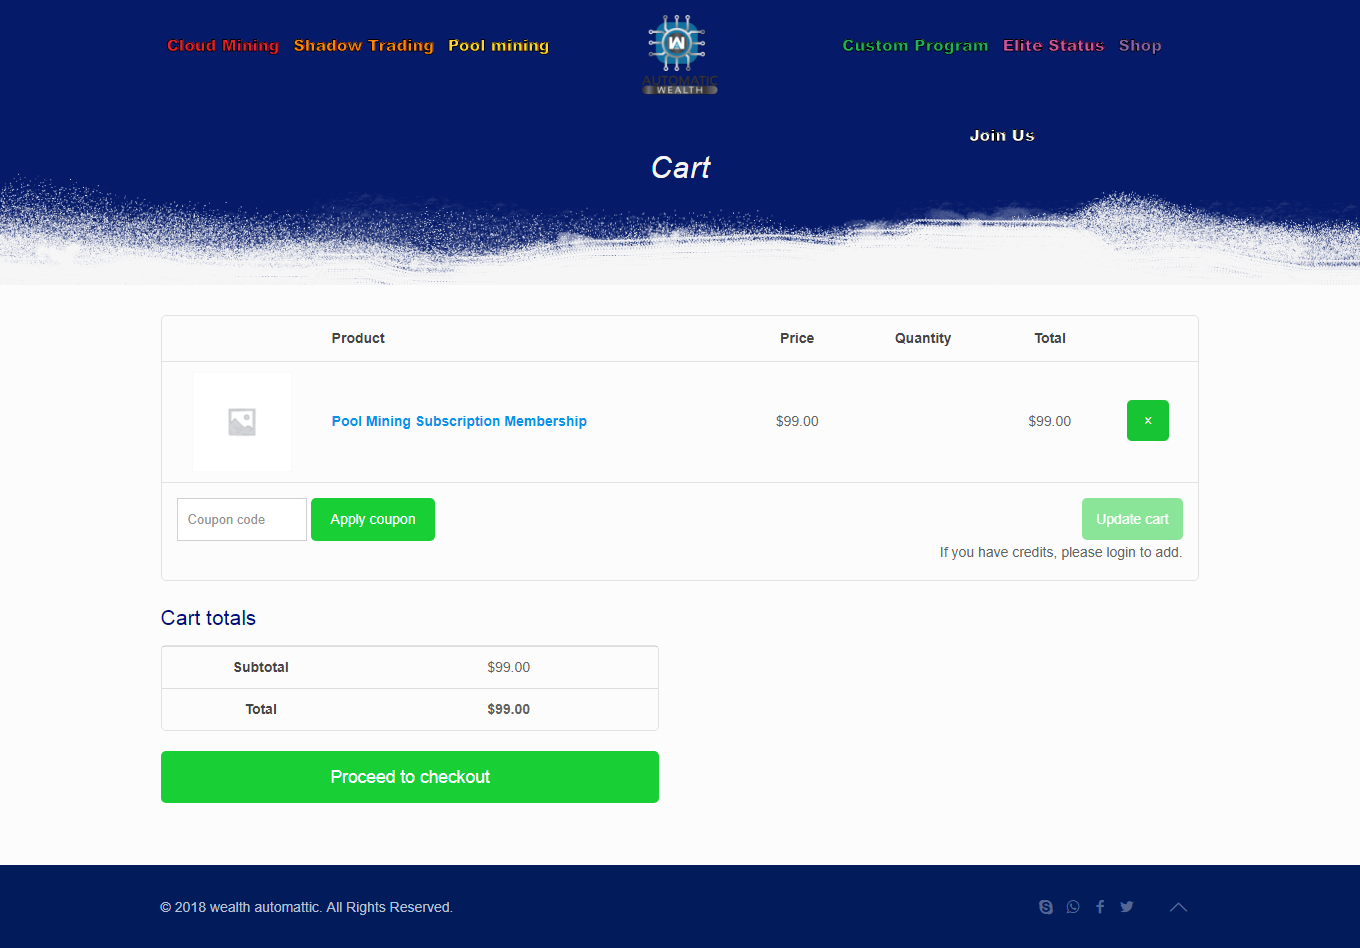 Cloud Mining Shadow Trading Pool mining
AUTOMATIC
WEALTH
Custom Program Elite Status Shop
Join Us
Cart
Product Price Quantity Total
Pool Mining Subscription Membership $99.00 $99.00 x
Coupon code Apply coupon Update cart
If you have credits, please login to add.
Cart totals
Subtotal $99.00
Total $99.00
Proceed to checkout
© 2018 wealth automattic. All Rights Reserved.